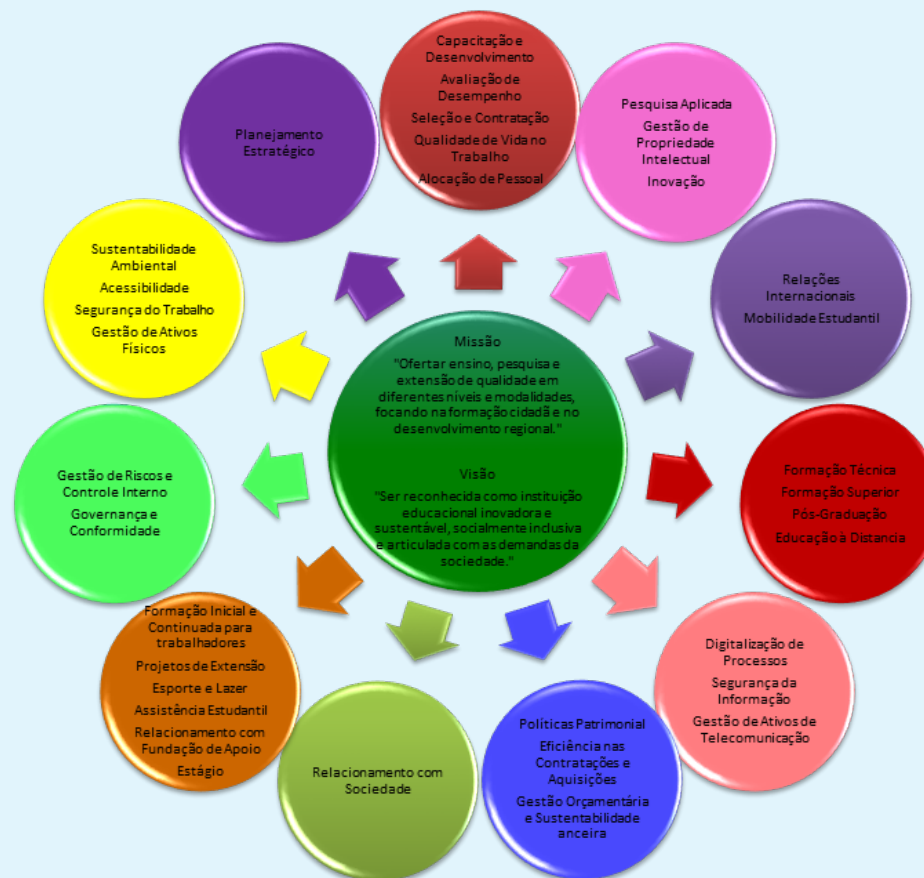 Capacitação e
Desenvolvimento
Avaliação de
Desempenho
Seleção e Contratação
Qualidade de Vida no
Trabalho
Alocação de Pessoal
Pesquisa Aplicada
Gestão de
Propriedade
Intelectual
Inovação
Relações
Internacionais
Mobilidade Estudantil
Formação Técnica
Formação Superior
Pós-Graduação
Educação à Distancia
Digitalização de
Processos
Segurança da
Informação
Gestão de Ativos de
Telecomunicação
Políticas Patrimonial
Eficiência nas
Contratações e
Aquisições
Gestão Orçamentária
e Sustentabilidade
anceira
Relacionamento com
Sociedade
Formação Inicial e
Continuada para
trabalhadores
Projetos de Extensão
Esporte e Lazer
Assistência Estudantil
Relacionamento com
Fundação de Apoio
Estágio
Gestão de Riscos e
Controle Interno
Governança e
Conformidade
Sustentabilidade
Ambiental
Acessibilidade
Segurança do Trabalho
Gestão de Ativos
Físicos
Planejamento
Estratégico
Missão
"Ofertar ensino, pesquisa e
extensão de qualidade em
diferentes níveis e modalidades,
focando na formação cidadã e no
desenvolvimento regional."
Visão
"Ser reconhecida como instituição
educacional inovadora e
sustentável, socialmente inclusiva
e articulada com as demandas da
sociedade."